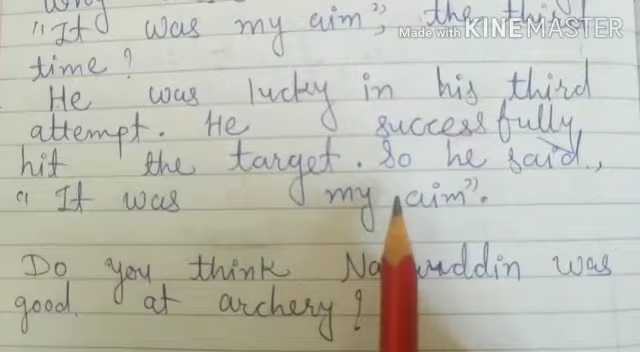 "It was my aim", the third
Made with KINEMASTER
time?
He was lucky in his third
attempt. He successfully
hit the target. So he said,
"It was my aim".
Do you think was
good at archery?